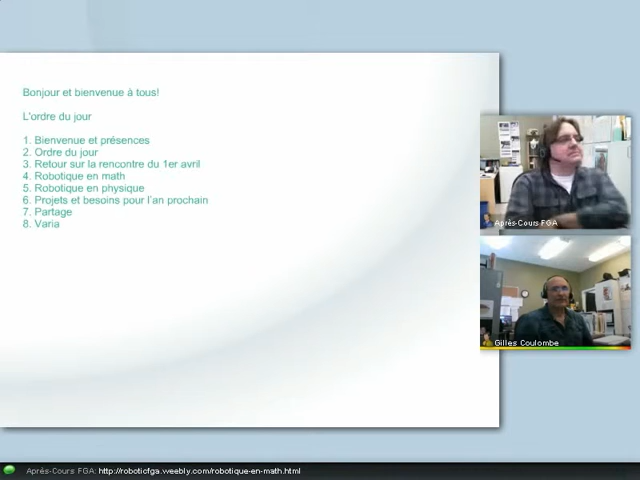 Bonjour et bienvenue à tous!
L'ordre du jour
1. Bienvenue et présences
2. Ordre du jour
3. Retour sur la rencontre du 1er avril
4. Robotique en math
5. Robotique en physique
6. Projets et besoins pour l'an prochain
7. Partage
8. Varia
Après-Cours FGA
Gilles Coulombe
Après-Cours FGA: http://roboticfga.weebly.com/robotique-en-math.html